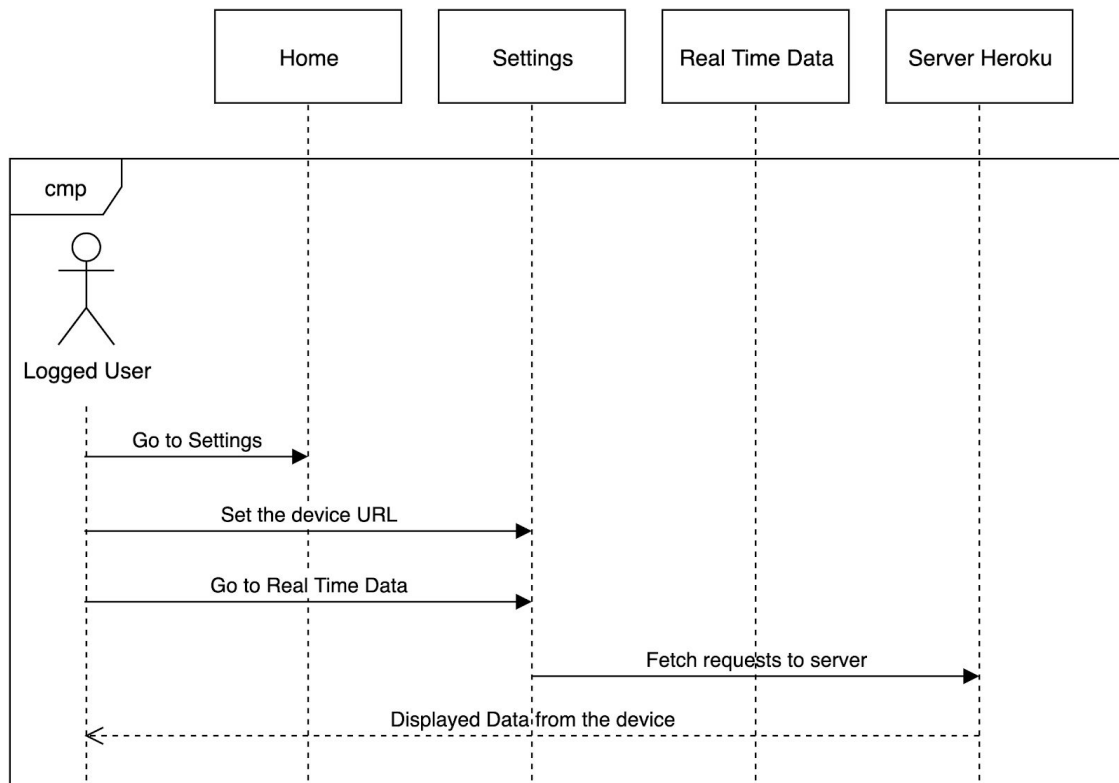 Home
Settings
Real Time Data
Server Heroku
cmp
Logged User
Go to Settings
Set the device URL
Go to Real Time Data
Fetch requests to server
Displayed Data from the device